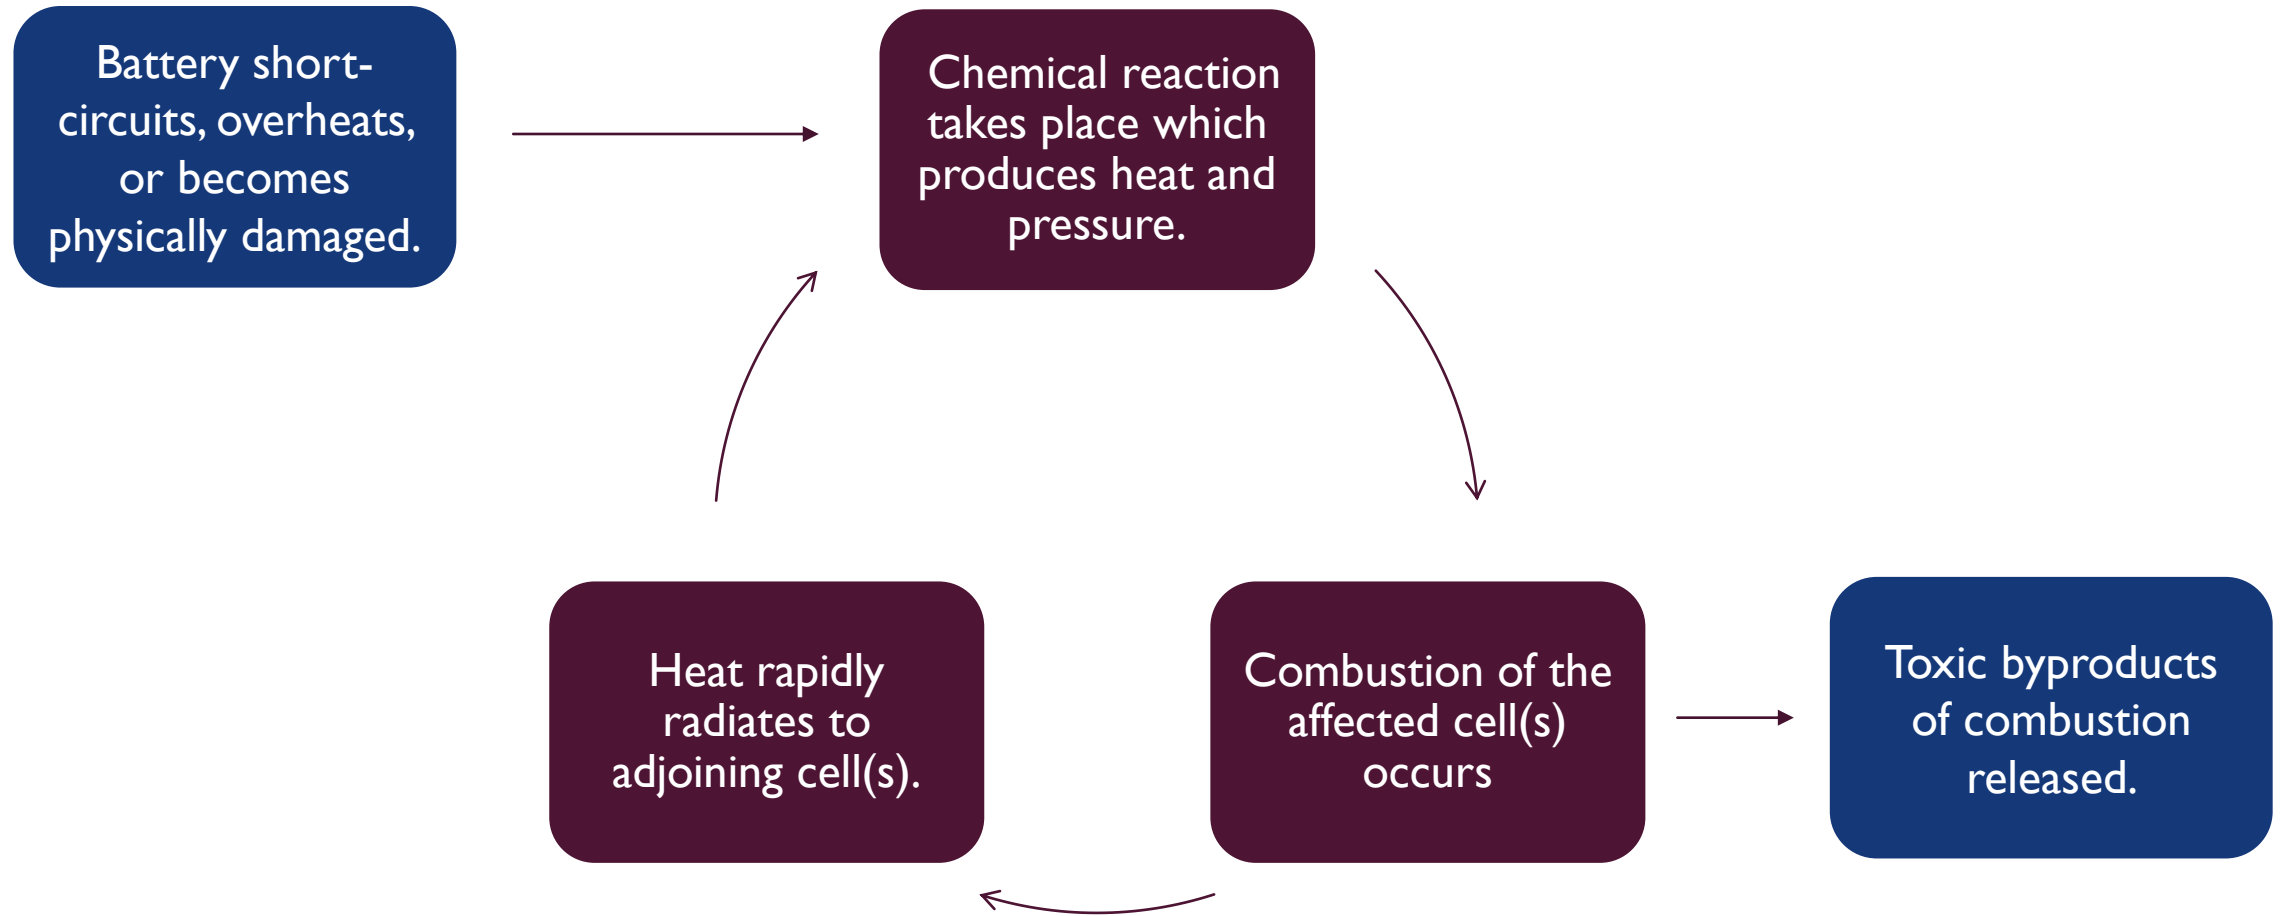 Battery short-
circuits, overheats,
or becomes
physically damaged.
Chemical reaction
takes place which
produces heat and
pressure.
Heat rapidly
radiates to
adjoining cell(s).
Combustion of the
affected cell(s)
occurs
Toxic byproducts
of combustion
released.